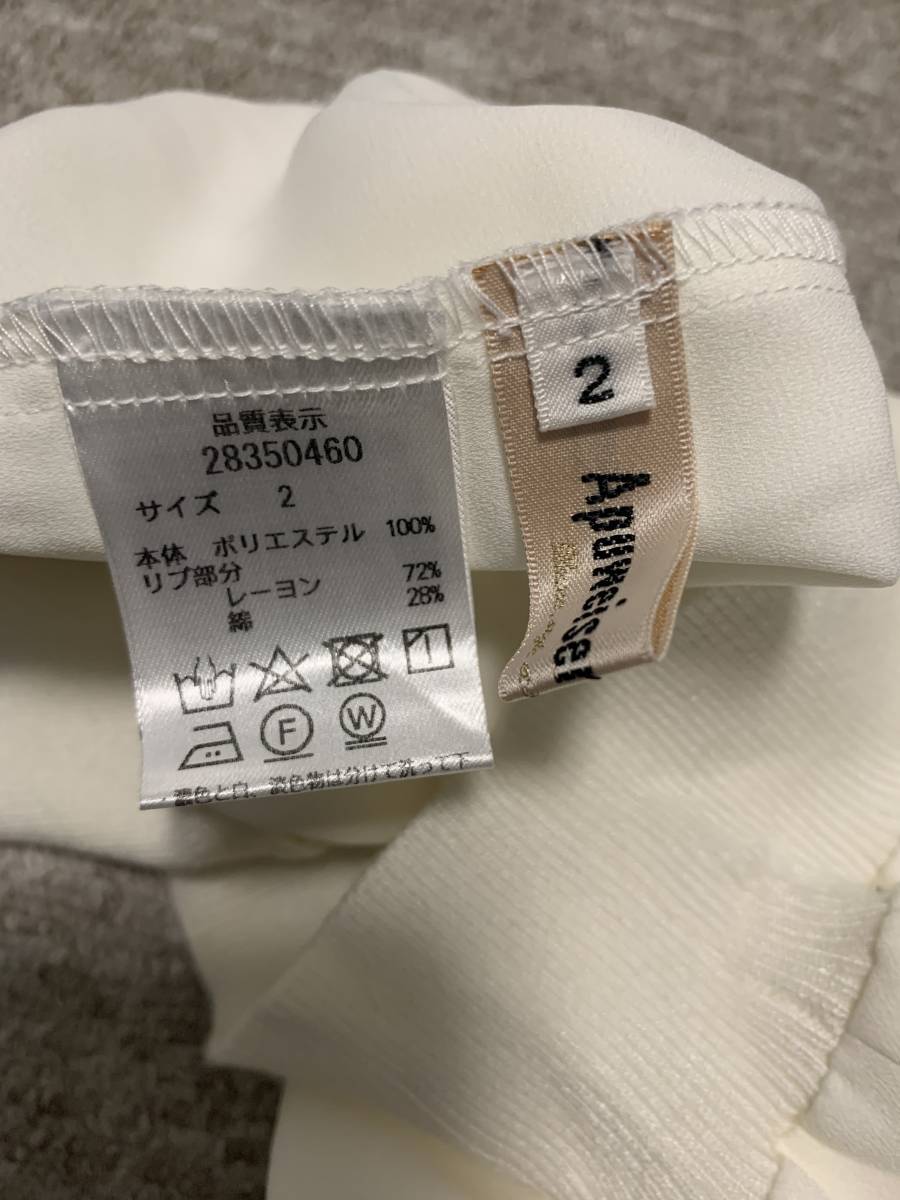 品質表示
28350460
サイズ 2
本体 ポリエステル 100%
リブ部分
レーヨン 72%
綿 28%
F W
濃色と白、淡色物は分けて洗って下
2
Apuweiser